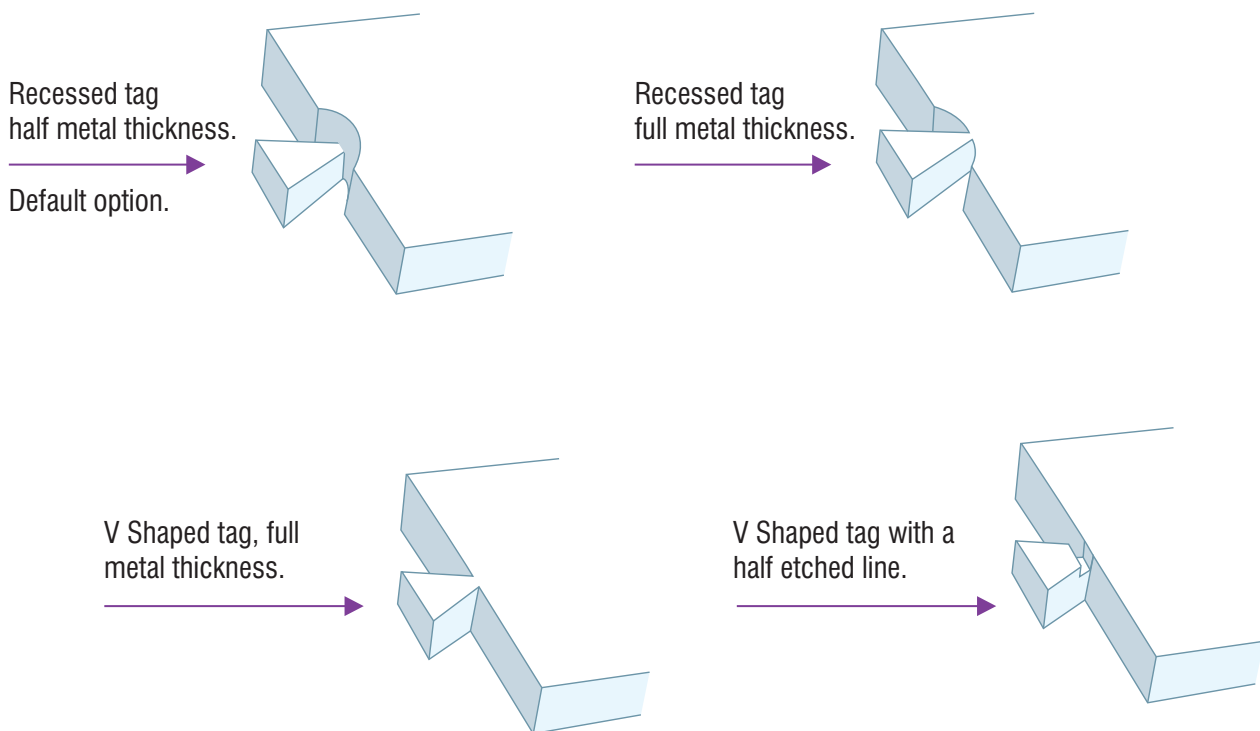 Recessed tag
half metal thickness.
Default option.
Recessed tag
full metal thickness.
V Shaped tag, full
metal thickness.
V Shaped tag with a
half etched line.